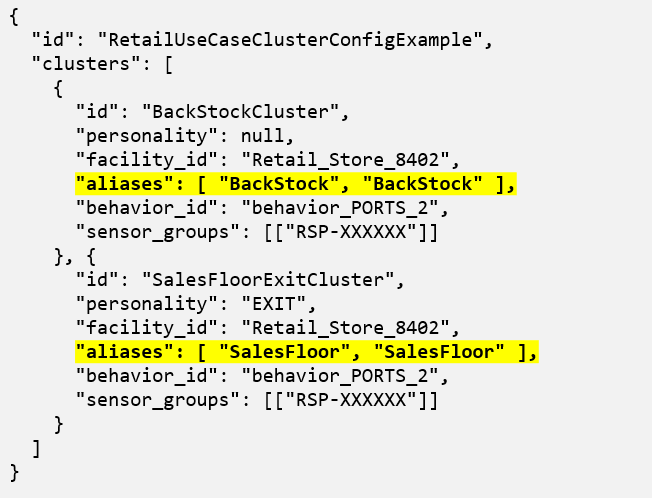 {
  "id": "RetailUseCaseClusterConfigExample",
  "clusters": [
    {
      "id": "BackStockCluster",
      "personality": null,
      "facility_id": "Retail_Store_8402",
      "aliases": [ "BackStock", "BackStock" ],
      "behavior_id": "behavior_PORTS_2",
      "sensor_groups": [["RSP-XXXXXX"]]
    }, {
      "id": "SalesFloorExitCluster",
      "personality": "EXIT",
      "facility_id": "Retail_Store_8402",
      "aliases": [ "SalesFloor", "SalesFloor" ],
      "behavior_id": "behavior_PORTS_2",
      "sensor_groups": [["RSP-XXXXXX"]]
    }
  ]
}